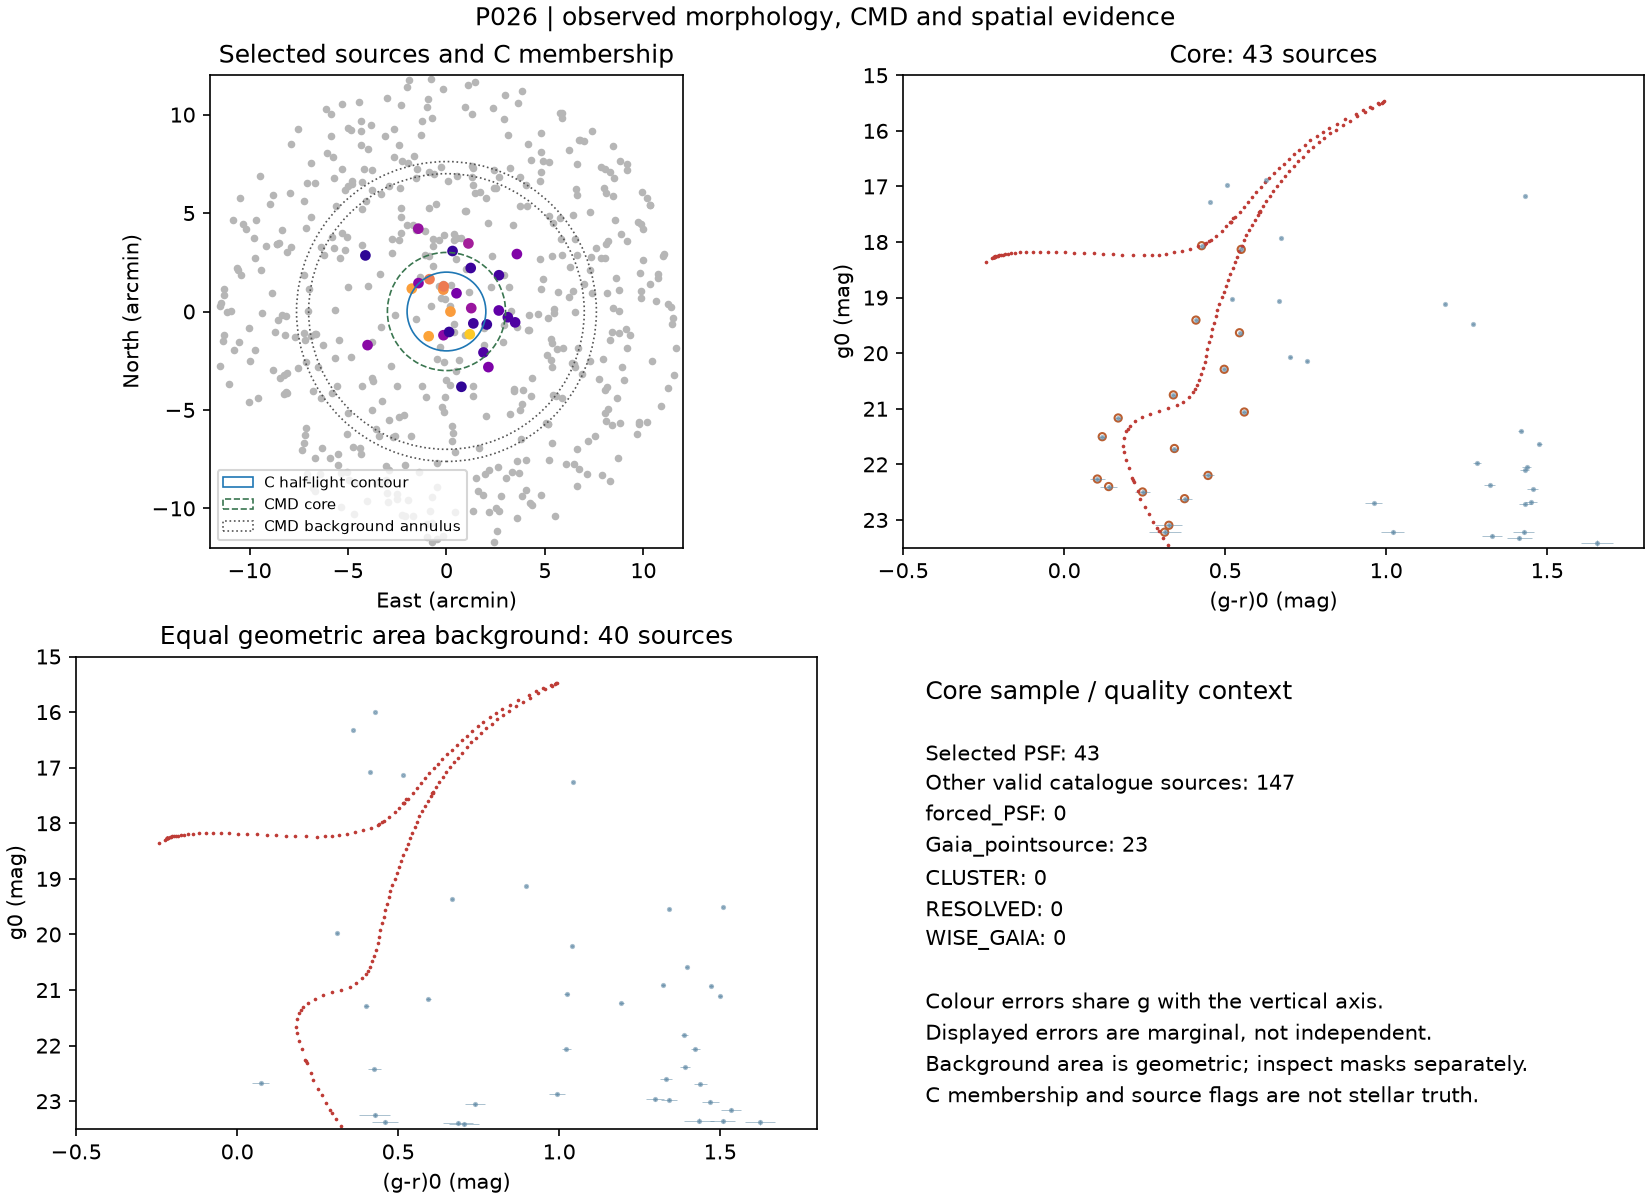 P026 | observed morphology, CMD and spatial evidence
Selected sources and C membership
10
5
0
−5
−10
North (arcmin)
C half-light contour
CMD core
CMD background annulus
−10
−5
0
5
10
East (arcmin)
Core: 43 sources
15
16
17
18
19
20
21
22
23
g0 (mag)
−0.5
0.0
0.5
1.0
1.5
(g-r)0 (mag)
Equal geometric area background: 40 sources
15
16
17
18
19
20
21
22
23
g0 (mag)
−0.5
0.0
0.5
1.0
1.5
(g-r)0 (mag)
Core sample / quality context
Selected PSF: 43
Other valid catalogue sources: 147
forced_PSF: 0
Gaia_pointsource: 23
CLUSTER: 0
RESOLVED: 0
WISE_GAIA: 0
Colour errors share g with the vertical axis.
Displayed errors are marginal, not independent.
Background area is geometric; inspect masks separately.
C membership and source flags are not stellar truth.